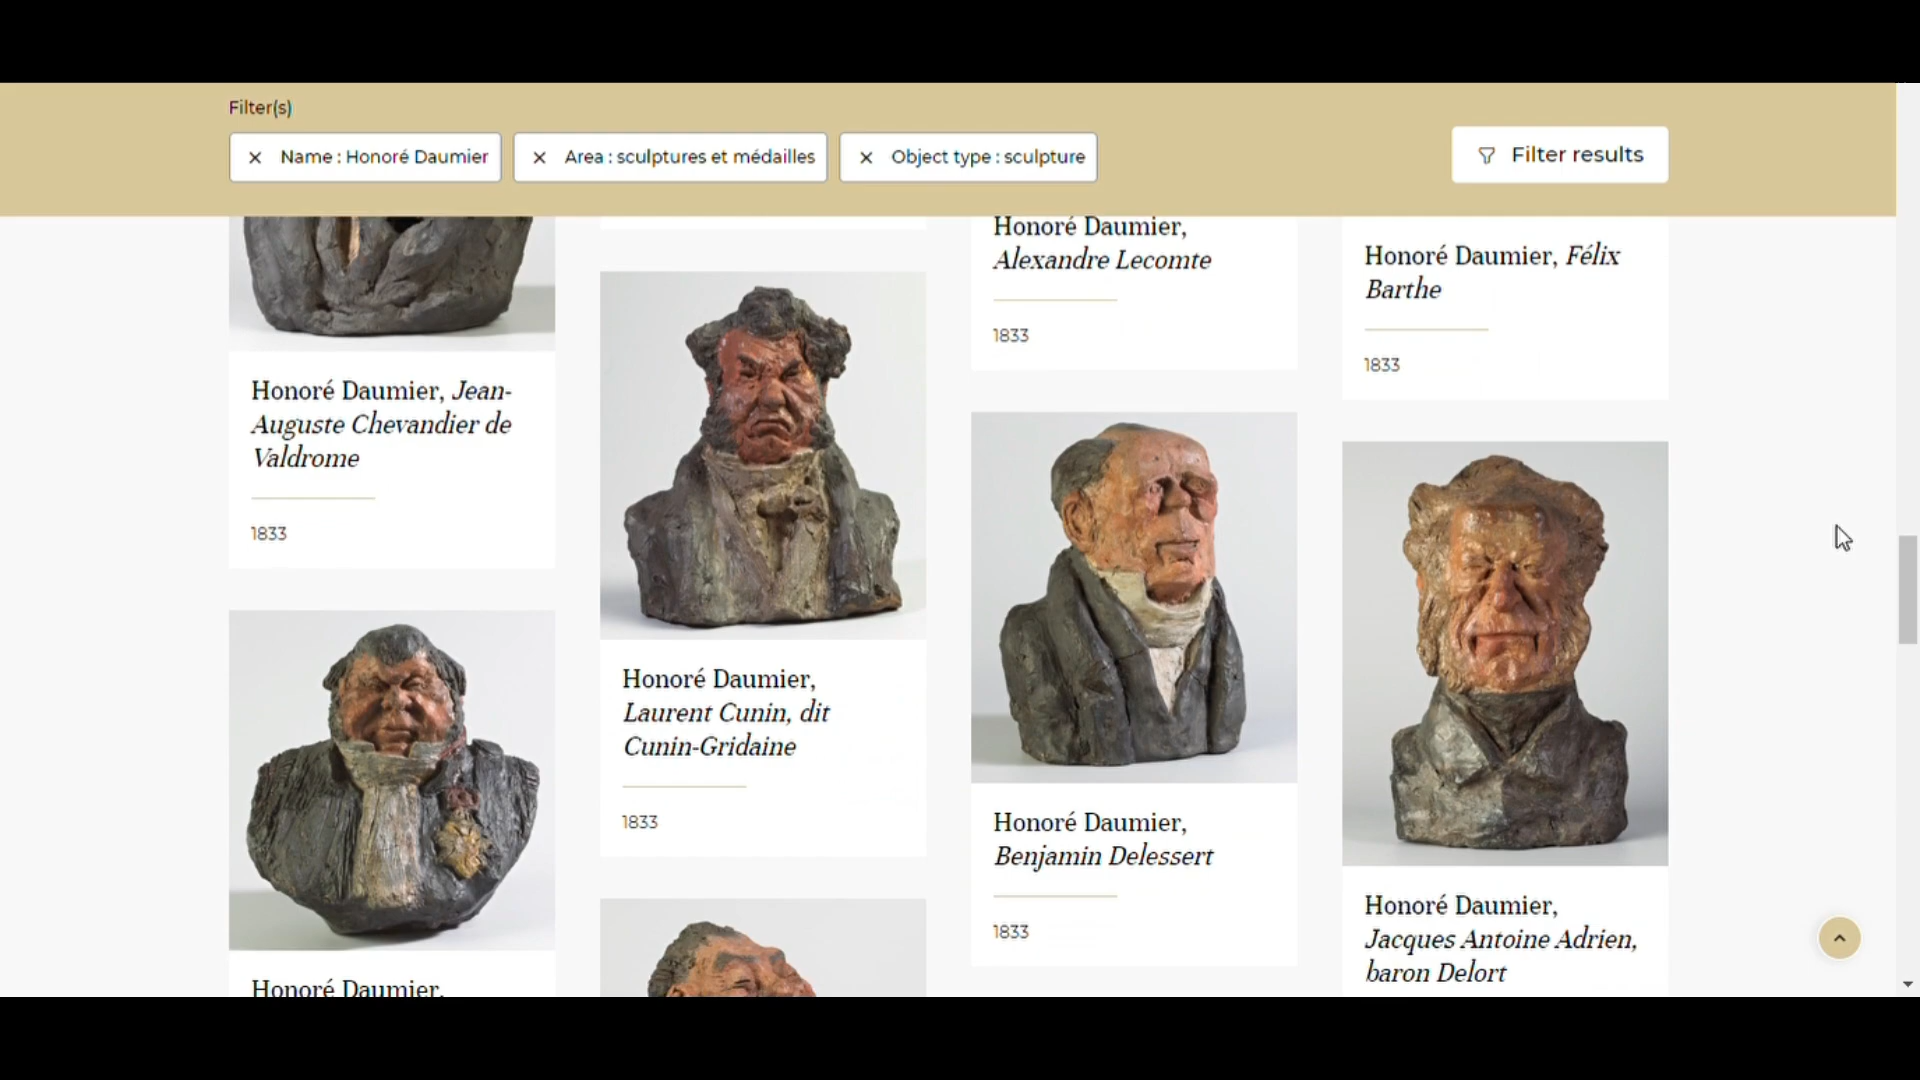 Filter(s)
Name : Honoré Daumier
Area : sculptures et médailles
Object type : sculpture
Filter results
Honoré Daumier, Jean-
Auguste Chevandier de
Valdrome
1833
Honoré Daumier,
Honoré Daumier,
Laurent Cunin, dit
Cunin-Gridaine
1833
Honoré Daumier,
Alexandre Lecomte
1833
Honoré Daumier,
Benjamin Delessert
1833
Honoré Daumier, Félix
Barthe
1833
Honoré Daumier,
Jacques Antoine Adrien,
baron Delort